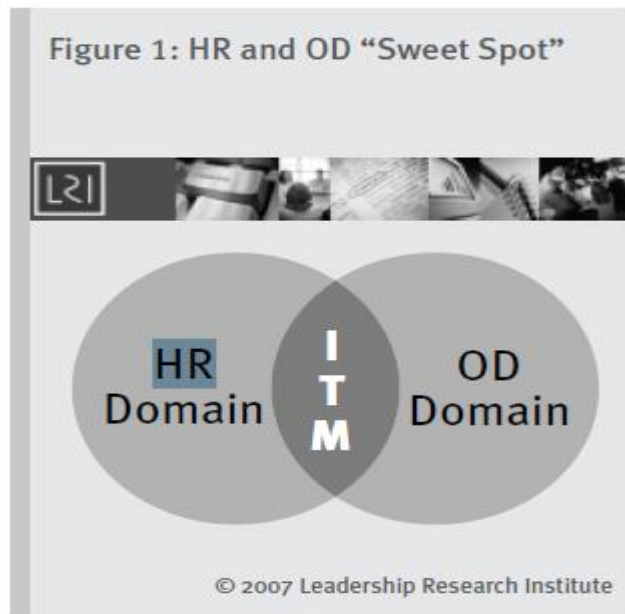 Figure 1: HR and OD “Sweet Spot”
LRI
HR
Domain
I
T
M
OD
Domain
© 2007 Leadership Research Institute